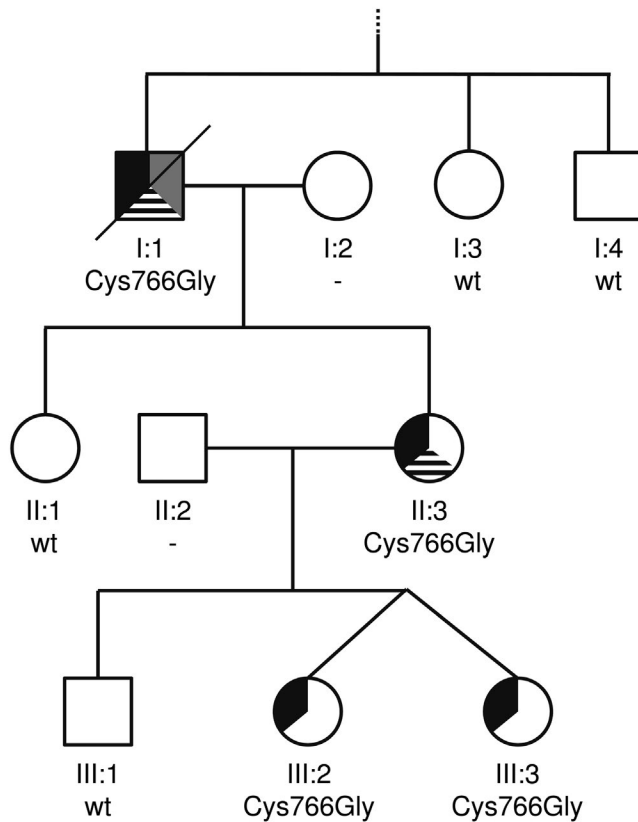 I:1 I:2 I:3 I:4
Cys766Gly - wt wt
II:1 II:2 II:3
wt - Cys766Gly
III:1 III:2 III:3
wt Cys766Gly Cys766Gly